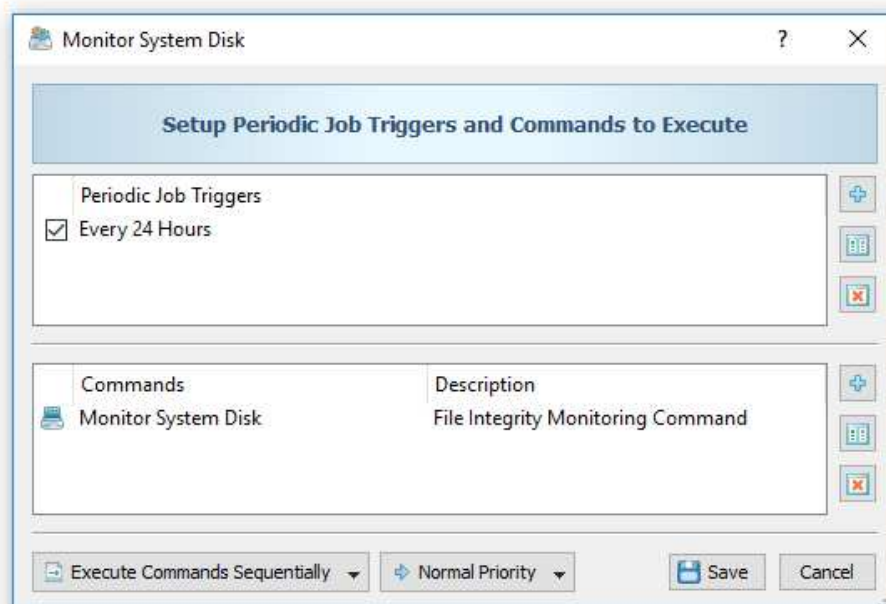 Monitor System Disk ?
Setup Periodic Job Triggers and Commands to Execute
Periodic Job Triggers
Every 24 Hours
Commands Description
Monitor System Disk File Integrity Monitoring Command
Execute Commands Sequentially Normal Priority Save Cancel